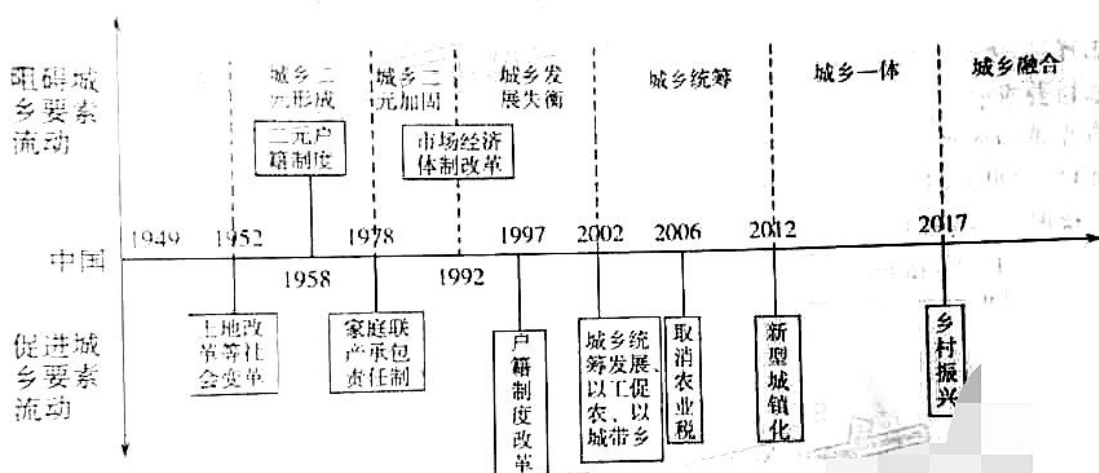 阻碍城
乡要素
流动
城乡二
元形成
城乡二
元加固
城乡发
展失衡
城乡统筹
城乡一体
城乡融合
二元户
籍制度
市场经济
体制改革
1949
1952
1978
1997
2002
2006
2012
2017
中国
1958
1992
促进城
乡要素
流动
土地改
革等社
会变革
家庭联
产承包
责任制
户籍制度改革
城乡统
筹发展、
以工促
农、以
城带乡
取消农业税
新型城镇化
乡村振兴